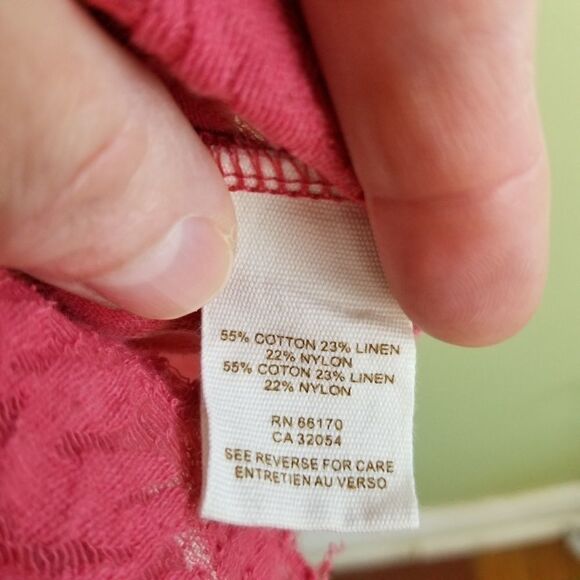 55% COTTON 23% LINEN
22% NYLON
55% COTON 23% LINEN
22% NYLON
RN 66170
CA 32054
SEE REVERSE FOR CARE
ENTRETIEN AU VERSO